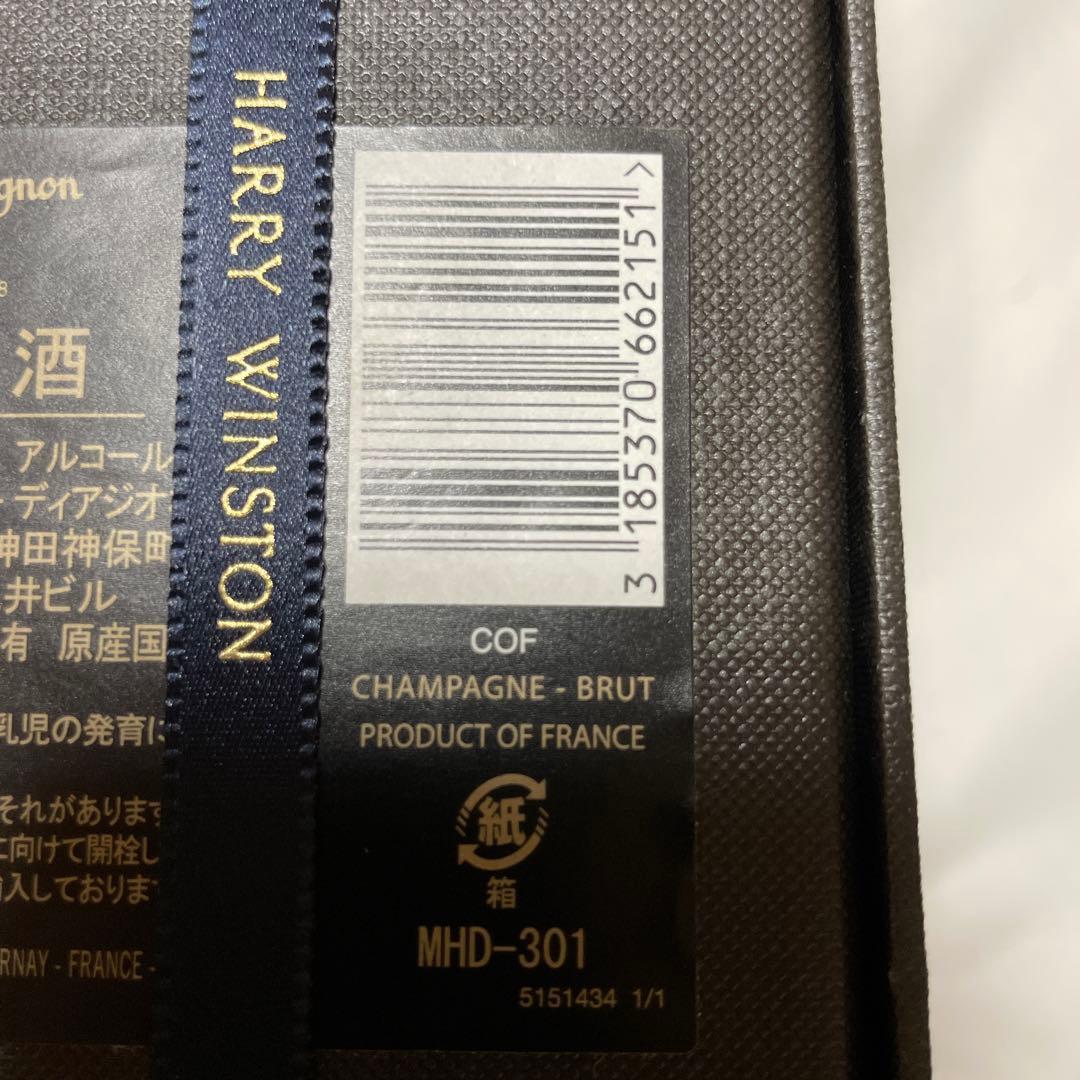 gnon
8
酒
アルコール
ディアジオ
神田神保町
井ビル
有 原産国
乳児の発育に
それがあります
に向けて開栓し
輸入しておりま
RNAY - FRANCE -
HARRY WINSTON
3 185370 662151 >
COF
CHAMPAGNE - BRUT
PRODUCT OF FRANCE
紙
箱
MHD-301
5151434 1/1